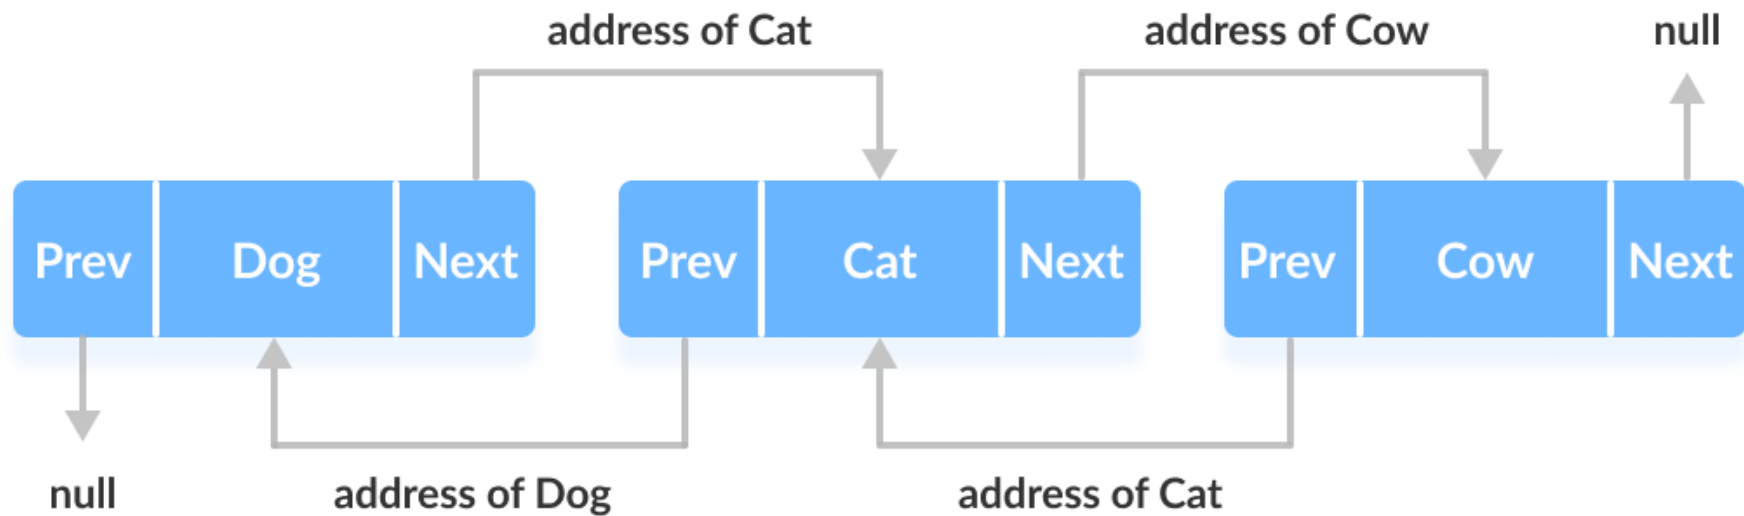 address of Cat address of Cow null
Prev Dog Next Prev Cat Next Prev Cow Next
null address of Dog address of Cat